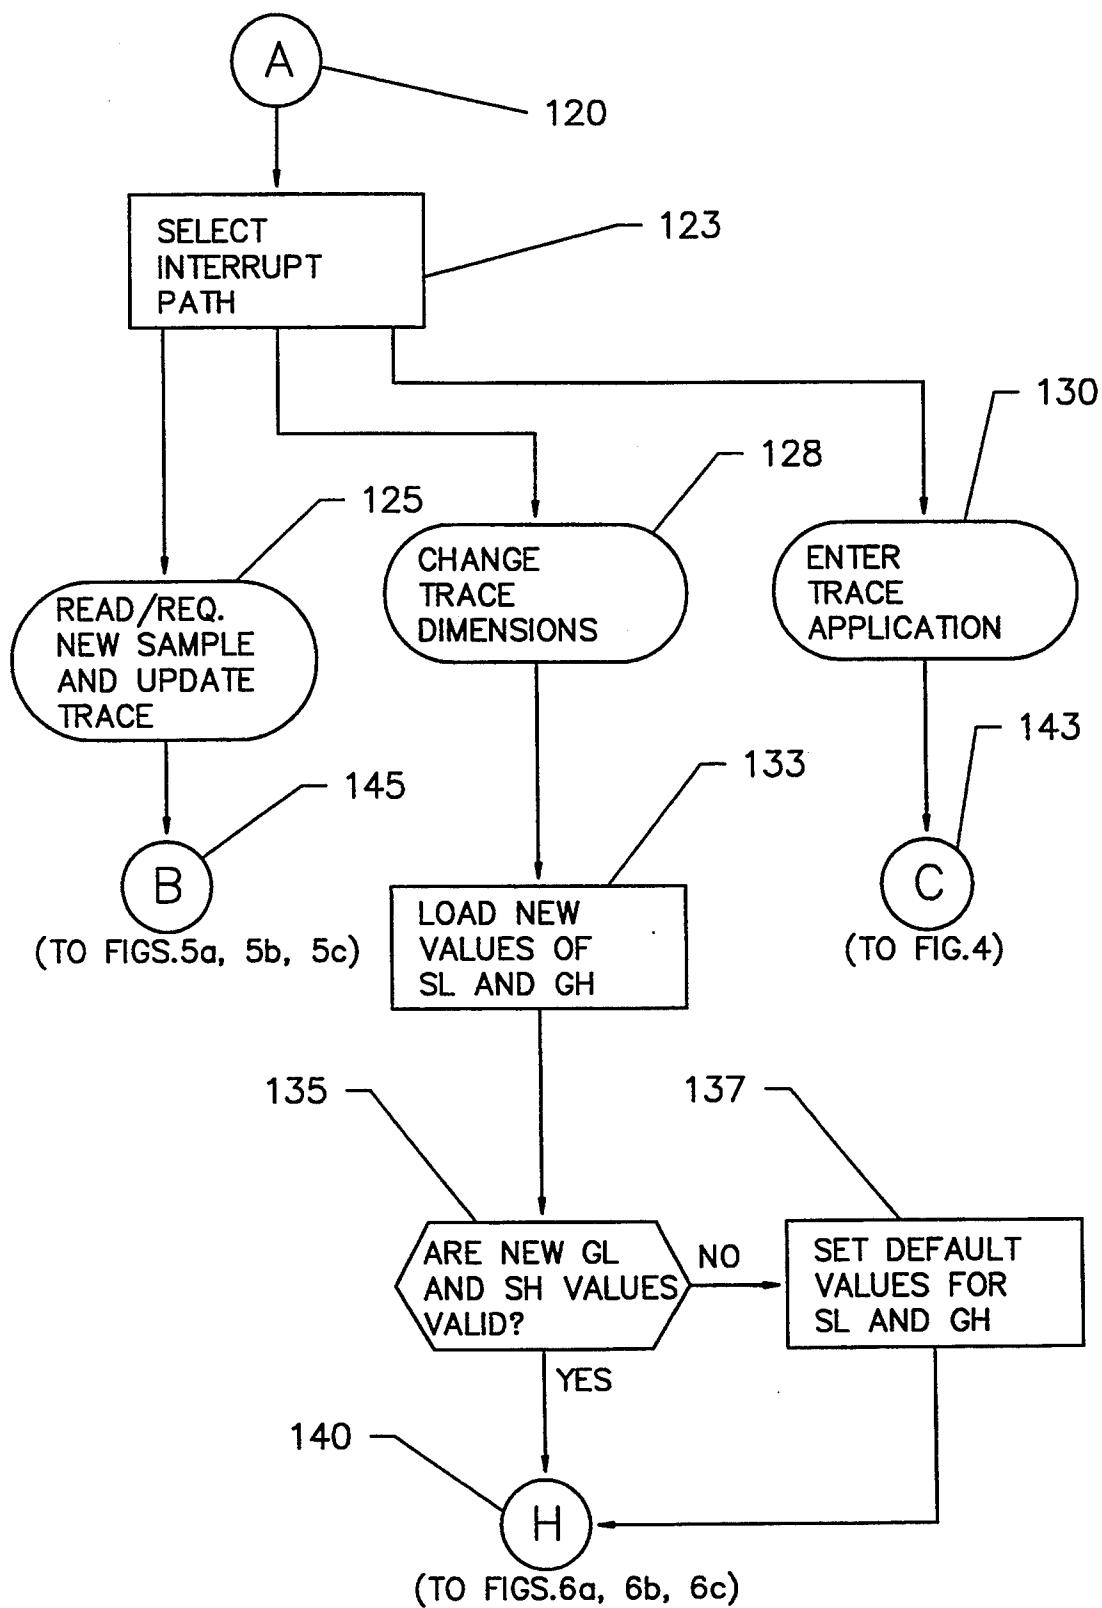 A
120
SELECT
INTERRUPT
PATH
123
130
128
125
CHANGE
TRACE
DIMENSIONS
ENTER
TRACE
APPLICATION
READ/REQ.
NEW SAMPLE
AND UPDATE
TRACE
143
133
145
B
(TO FIGS.5a, 5b, 5c)
C
(TO FIG.4)
LOAD NEW
VALUES OF
SL AND GH
135
137
ARE NEW GL
AND SH VALUES
VALID?
NO
SET DEFAULT
VALUES FOR
SL AND GH
YES
140
H
(TO FIGS.6a, 6b, 6c)